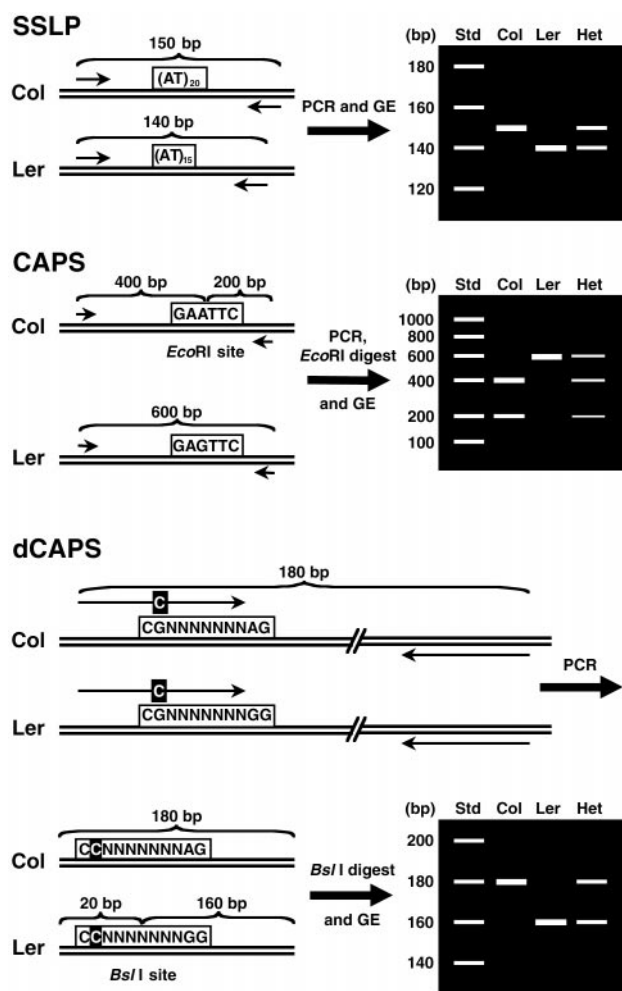 SSLP
150 bp
(AT)20
Col
140 bp
(AT)15
Ler
PCR and GE
(bp) Std Col Ler Het
180
160
140
120
CAPS
400 bp 200 bp
GAATTC
Col
EcoRI site
600 bp
GAGTTC
Ler
PCR,
EcoRI digest
and GE
(bp) Std Col Ler Het
1000
800
600
400
200
100
dCAPS
180 bp
C
CGNNNNNNNAG
Col
C
CGNNNNNNNGG
Ler
PCR
180 bp
CCNNNNNNNAG
Col
20 bp 160 bp
CCNNNNNNNGG
Ler
Bsl I site
Bsl I digest
and GE
(bp) Std Col Ler Het
200
180
160
140